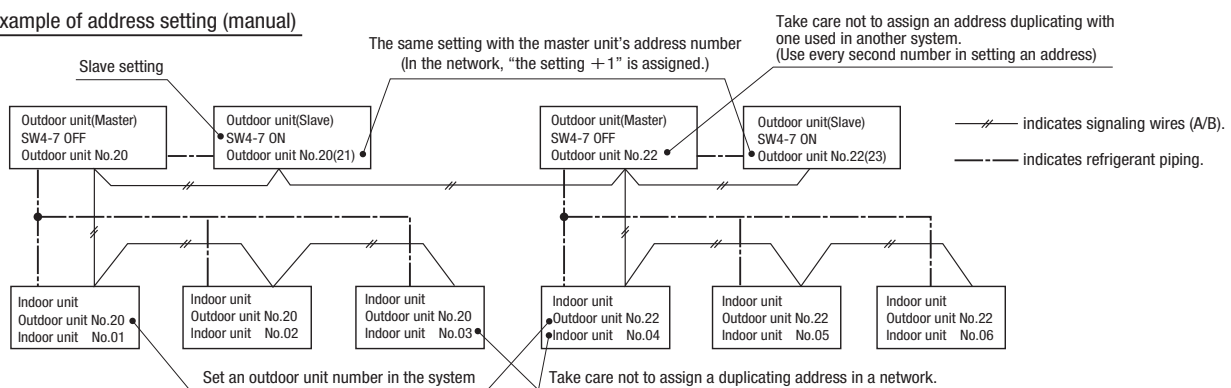 xample of address setting (manual)
Take care not to assign an address duplicating with
one used in another system.
(Use every second number in setting an address)
The same setting with the master unit's address number
(In the network, “the setting +1” is assigned.)
Slave setting
Outdoor unit(Master)
SW4-7 OFF
Outdoor unit No.20
Outdoor unit(Slave)
SW4-7 ON
Outdoor unit No.20(21)
Outdoor unit(Master)
SW4-7 OFF
Outdoor unit No.22
Outdoor unit(Slave)
SW4-7 ON
Outdoor unit No.22(23)
indicates signaling wires (A/B).
indicates refrigerant piping.
Indoor unit
Outdoor unit No.20
Indoor unit No.01
Indoor unit
Outdoor unit No.20
Indoor unit No.02
Indoor unit
Outdoor unit No.20
Indoor unit No.03
Indoor unit
Outdoor unit No.22
Indoor unit No.04
Indoor unit
Outdoor unit No.22
Indoor unit No.05
Indoor unit
Outdoor unit No.22
Indoor unit No.06
Set an outdoor unit number in the system
Take care not to assign a duplicating address in a network.